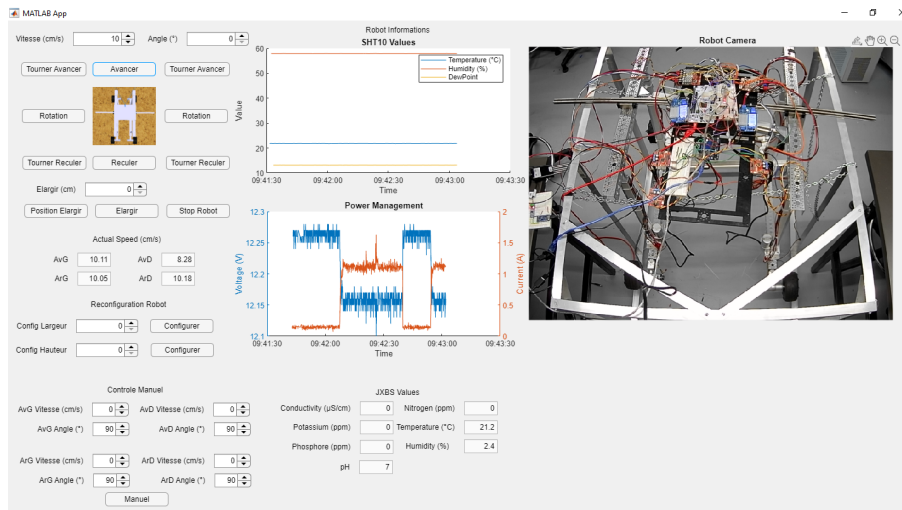 MATLAB App
Vitesse (cm/s) 10 Angle (°) 0
Tourner Avancer Avancer Tourner Avancer
Rotation Rotation
Tourner Reculer Reculer Tourner Reculer
Elargir (cm) 0
Position Elargir Elargir Stop Robot
Actual Speed (cm/s)
AvG 10.11 AvD 8.28
ArG 10.05 ArD 10.18
Reconfiguration Robot
Config Largeur 0 Configurer
Config Hauteur 0 Configurer
Controle Manuel
AvG Vitesse (cm/s) 0 AvD Vitesse (cm/s) 0
AvG Angle (°) 90 AvD Angle (°) 90
ArG Vitesse (cm/s) 0 ArD Vitesse (cm/s) 0
ArG Angle (°) 90 ArD Angle (°) 90
Manuel
Robot Informations
SHT10 Values
60
50
40
30
20
10
Value
Temperature (°C)
Humidity (%)
DewPoint
09:41:30 09:42:00 09:42:30 09:43:00 09:43:30
Time
Power Management
12.3
12.25
12.2
12.15
12.1
Voltage (V)
2
1.5
1
0.5
0
Current (A)
09:41:30 09:42:00 09:42:30 09:43:00 09:43:30
Time
JXBS Values
Conductivity (µS/cm) 0 Nitrogen (ppm) 0
Potassium (ppm) 0 Temperature (°C) 21.2
Phosphore (ppm) 0 Humidity (%) 2.4
pH 7
Robot Camera